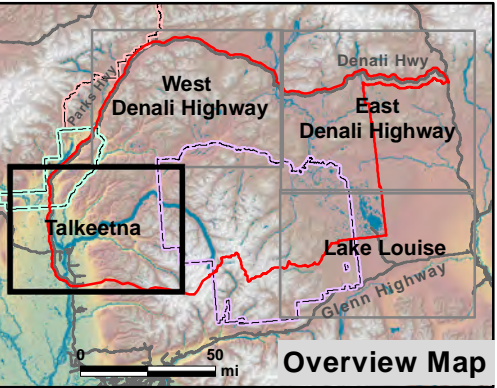 Denali Hwy
Parks Hwy
West
Denali Highway
East
Denali Highway
Talkeetna
Lake Louise
Glenn Highway
0 50
mi
Overview Map